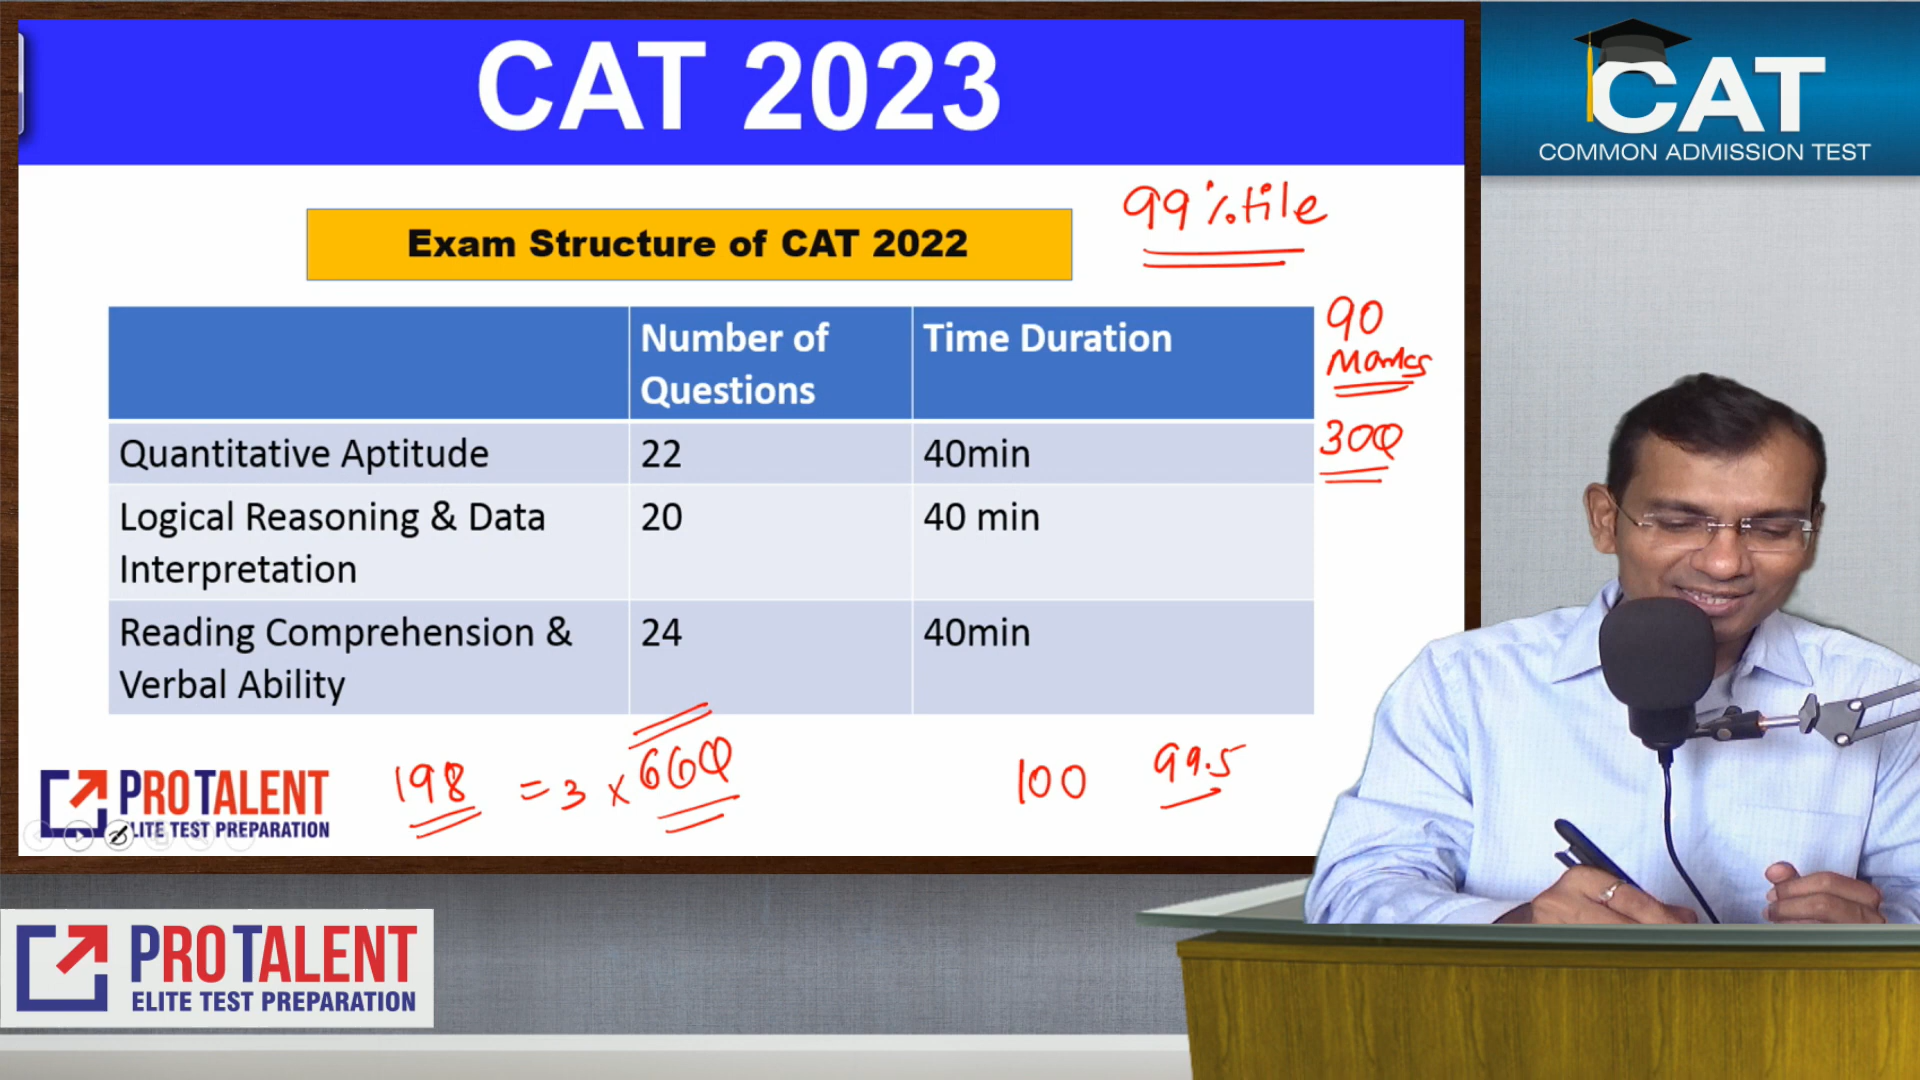 CAT 2023
CAT
COMMON ADMISSION TEST
99%tile
Exam Structure of CAT 2022
90
Marks
Number of Questions
Time Duration
Quantitative Aptitude
22
40min
30Q
Logical Reasoning & Data Interpretation
20
40 min
Reading Comprehension & Verbal Ability
24
40min
198 = 3 x 66Q
100
99.5
PROTALENT
ELITE TEST PREPARATION
PROTALENT
ELITE TEST PREPARATION